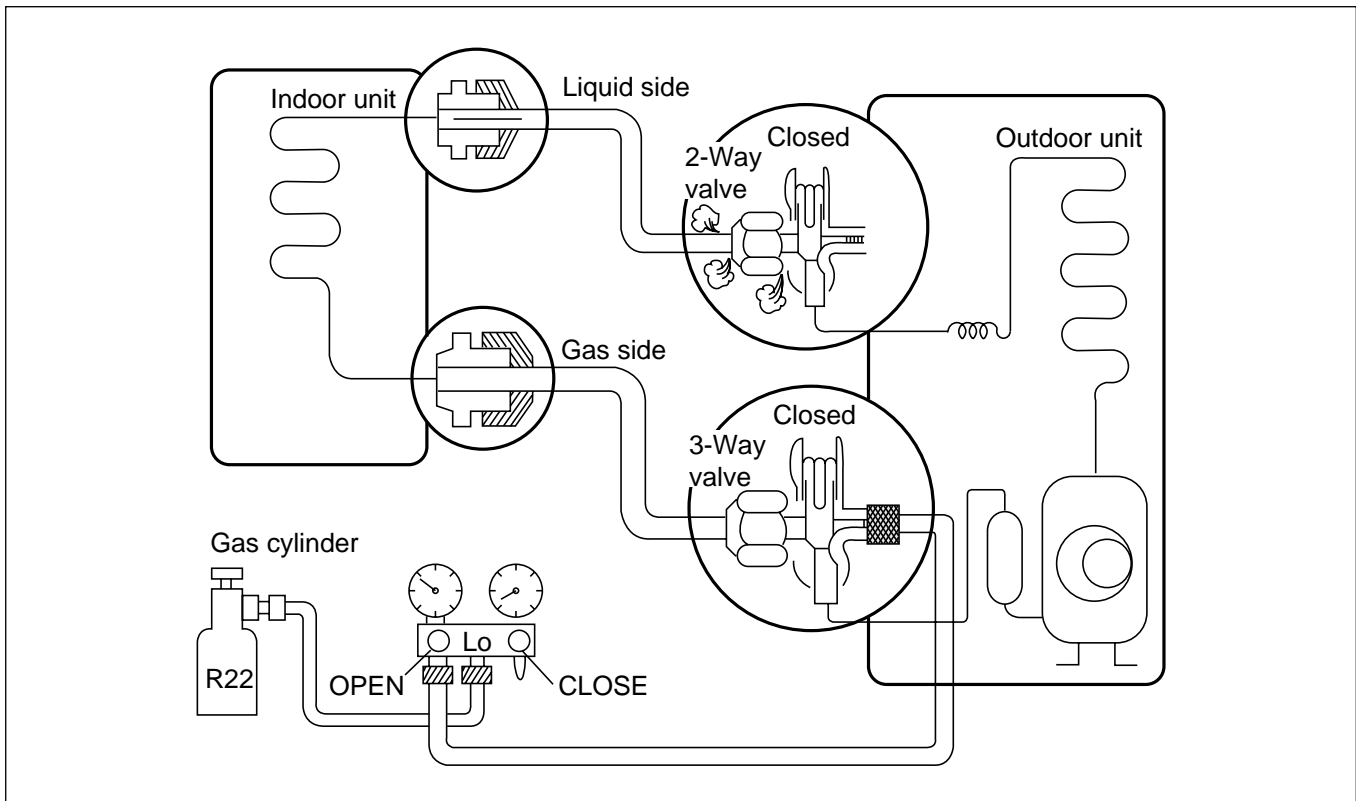 Indoor unit
Liquid side
Closed
2-Way
valve
Outdoor unit
Gas side
Closed
3-Way
valve
Gas cylinder
R22
Lo
OPEN
CLOSE